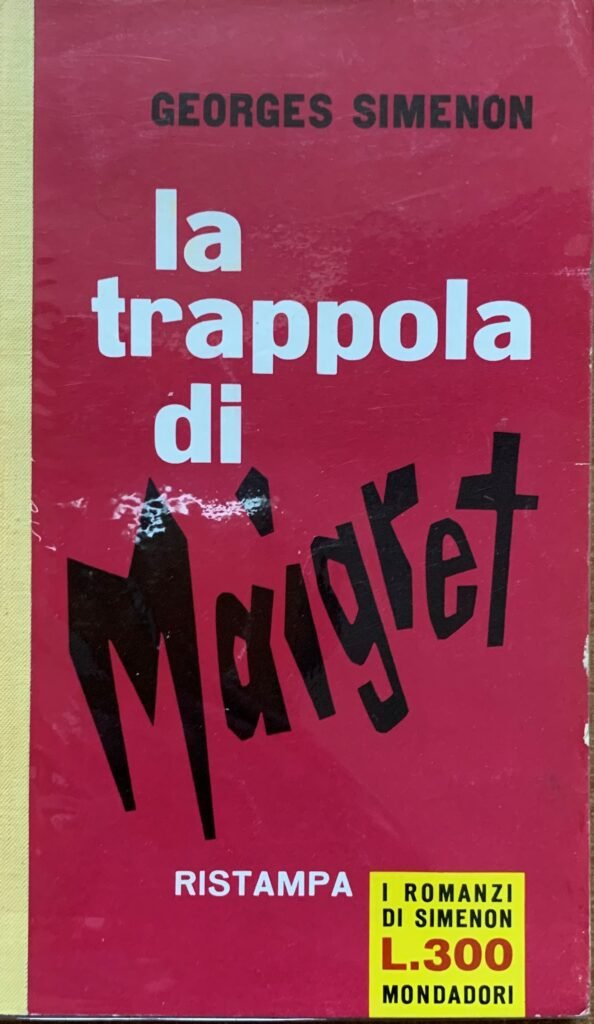 GEORGES SIMENON
la
trappola
di
Maigret
RISTAMPA
I ROMANZI
DI SIMENON
L.300
MONDADORI